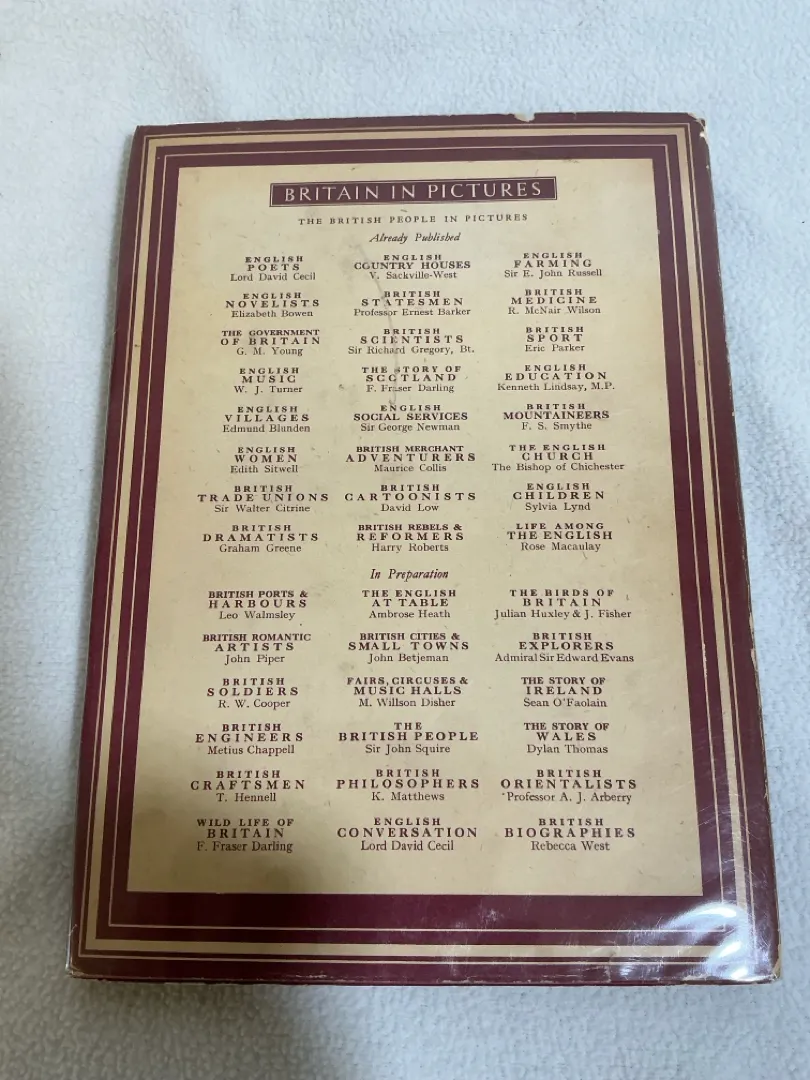 BRITAIN IN PICTURES
THE BRITISH PEOPLE IN PICTURES
Already Published
ENGLISH
POETS
Lord David Cecil
ENGLISH
COUNTRY HOUSES
V. Sackville-West
ENGLISH
FARMING
Sir E. John Russell
ENGLISH
NOVELISTS
Elizabeth Bowen
BRITISH
STATESMEN
Professor Ernest Barker
BRITISH
MEDICINE
R. McNair Wilson
THE GOVERNMENT
OF BRITAIN
G. M. Young
BRITISH
SCIENTISTS
Sir Richard Gregory, Bt.
BRITISH
SPORT
Eric Parker
ENGLISH
MUSIC
W. J. Turner
THE STORY OF
SCOTLAND
F. Fraser Darling
ENGLISH
EDUCATION
Kenneth Lindsay, M.P.
ENGLISH
VILLAGES
Edmund Blunden
ENGLISH
SOCIAL SERVICES
Sir George Newman
BRITISH
MOUNTAINEERS
F. S. Smythe
ENGLISH
WOMEN
Edith Sitwell
BRITISH MERCHANT
ADVENTURERS
Maurice Collis
THE ENGLISH
CHURCH
The Bishop of Chichester
BRITISH
TRADE UNIONS
Sir Walter Citrine
BRITISH
CARTOONISTS
David Low
ENGLISH
CHILDREN
Sylvia Lynd
BRITISH
DRAMATISTS
Graham Greene
BRITISH REBELS &
REFORMERS
Harry Roberts
LIFE AMONG
THE ENGLISH
Rose Macaulay
In Preparation
BRITISH PORTS &
HARBOURS
Leo Walmsley
THE ENGLISH
AT TABLE
Ambrose Heath
THE BIRDS OF
BRITAIN
Julian Huxley & J. Fisher
BRITISH ROMANTIC
ARTISTS
John Piper
BRITISH CITIES &
SMALL TOWNS
John Betjeman
BRITISH
EXPLORERS
Admiral Sir Edward Evans
BRITISH
SOLDIERS
R. W. Cooper
FAIRS, CIRCUSES &
MUSIC HALLS
M. Willson Disher
THE STORY OF
IRELAND
Sean O'Faolain
BRITISH
ENGINEERS
Metius Chappell
THE
BRITISH PEOPLE
Sir John Squire
THE STORY OF
WALES
Dylan Thomas
BRITISH
CRAFTSMEN
T. Hennell
BRITISH
PHILOSOPHERS
K. Matthews
BRITISH
ORIENTALISTS
Professor A. J. Arberry
WILD LIFE OF
BRITAIN
F. Fraser Darling
ENGLISH
CONVERSATION
Lord David Cecil
BRITISH
BIOGRAPHIES
Rebecca West